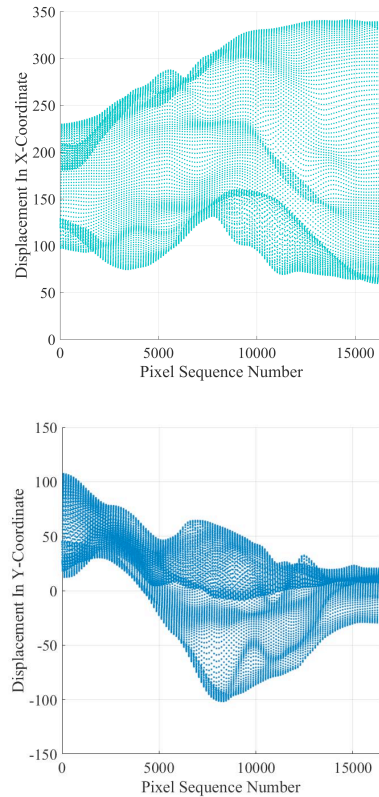 350
300
250
200
150
100
50
0
Displacement In X-Coordinate
0 5000 10000 15000
Pixel Sequence Number
150
100
50
0
-50
-100
-150
Displacement In Y-Coordinate
0 5000 10000 15000
Pixel Sequence Number